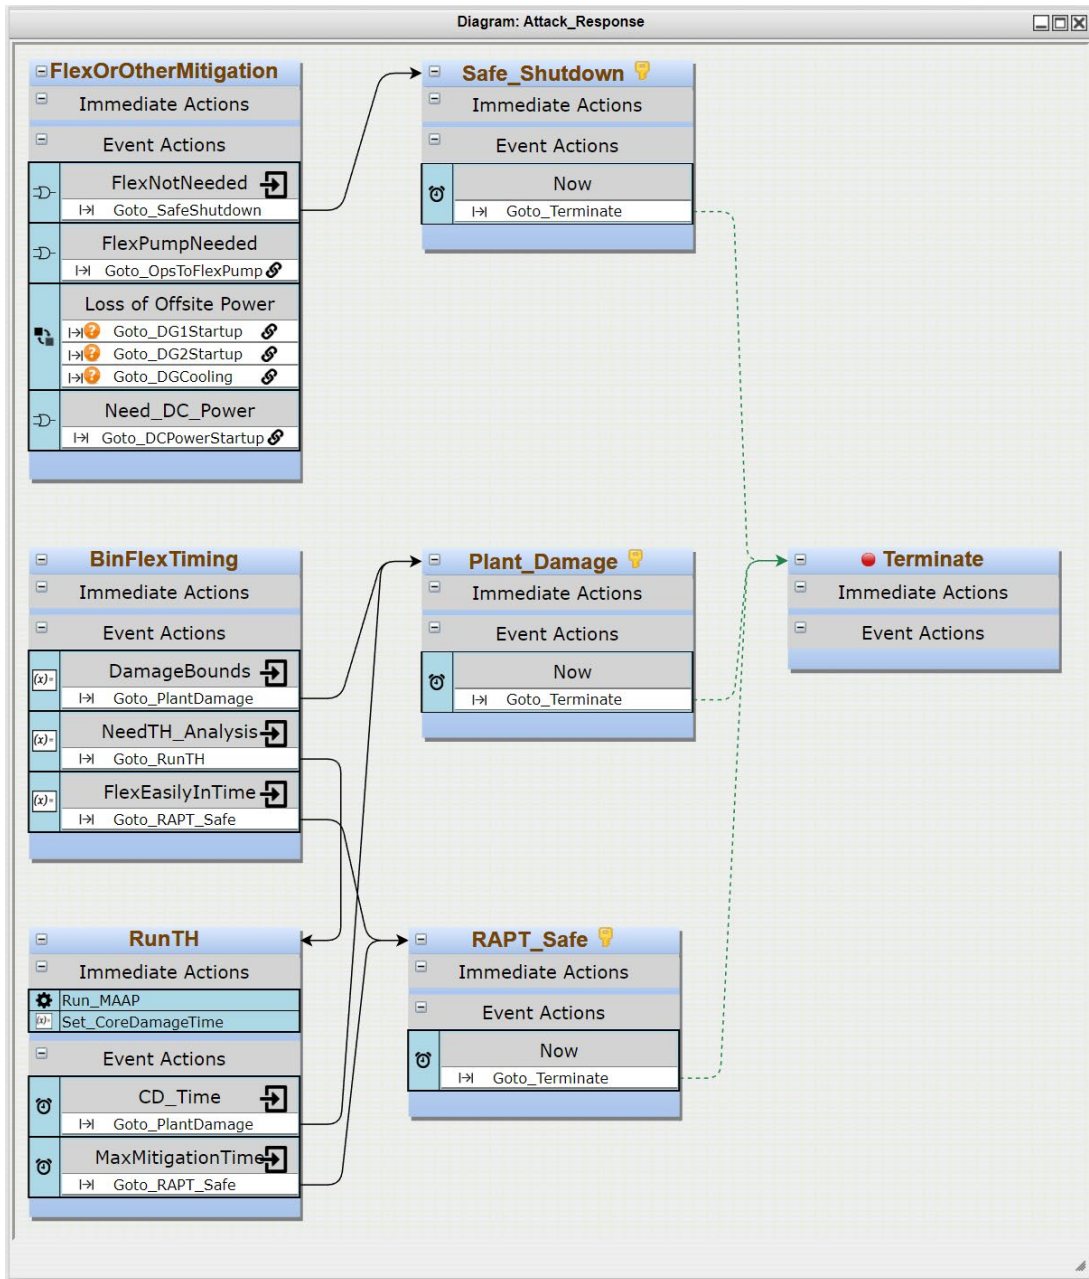 Diagram: Attack_Response
FlexOrOtherMitigation
Immediate Actions
Event Actions
FlexNotNeeded
Goto_SafeShutdown
FlexPumpNeeded
Goto_OpsToFlexPump
Loss of Offsite Power
Goto_DG1Startup
Goto_DG2Startup
Goto_DGCooling
Need_DC_Power
Goto_DCPowerStartup
Safe_Shutdown
Immediate Actions
Event Actions
Now
Goto_Terminate
BinFlexTiming
Immediate Actions
Event Actions
DamageBounds
Goto_PlantDamage
NeedTH_Analysis
Goto_RunTH
FlexEasilyInTime
Goto_RAPT_Safe
Plant_Damage
Immediate Actions
Event Actions
Now
Goto_Terminate
Terminate
Immediate Actions
Event Actions
RunTH
Immediate Actions
Run_MAAP
Set_CoreDamageTime
Event Actions
CD_Time
Goto_PlantDamage
MaxMitigationTime
Goto_RAPT_Safe
RAPT_Safe
Immediate Actions
Event Actions
Now
Goto_Terminate